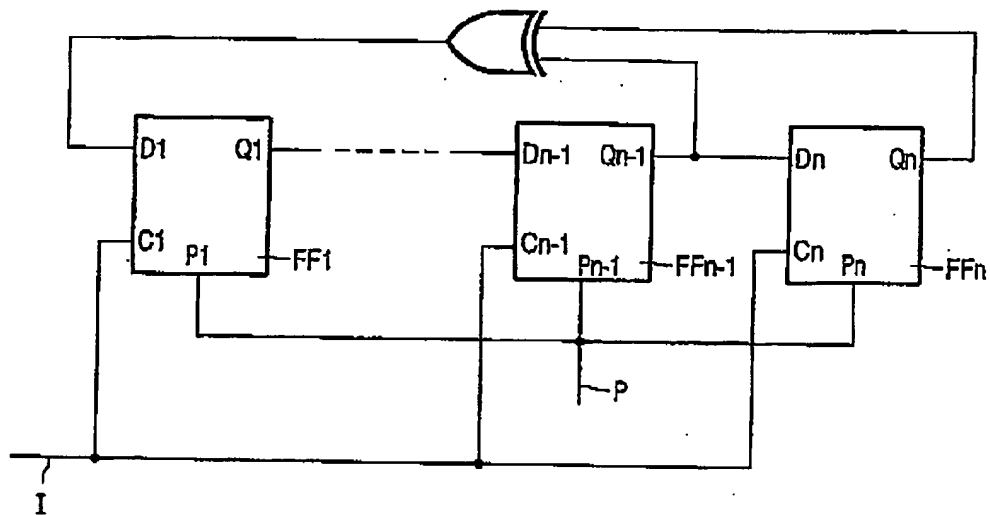 D1 Q1
C1
P1
FF1
Dn-1 Qn-1
Cn-1
Pn-1
FFn-1
Dn Qn
Cn
Pn
FFn
P
I